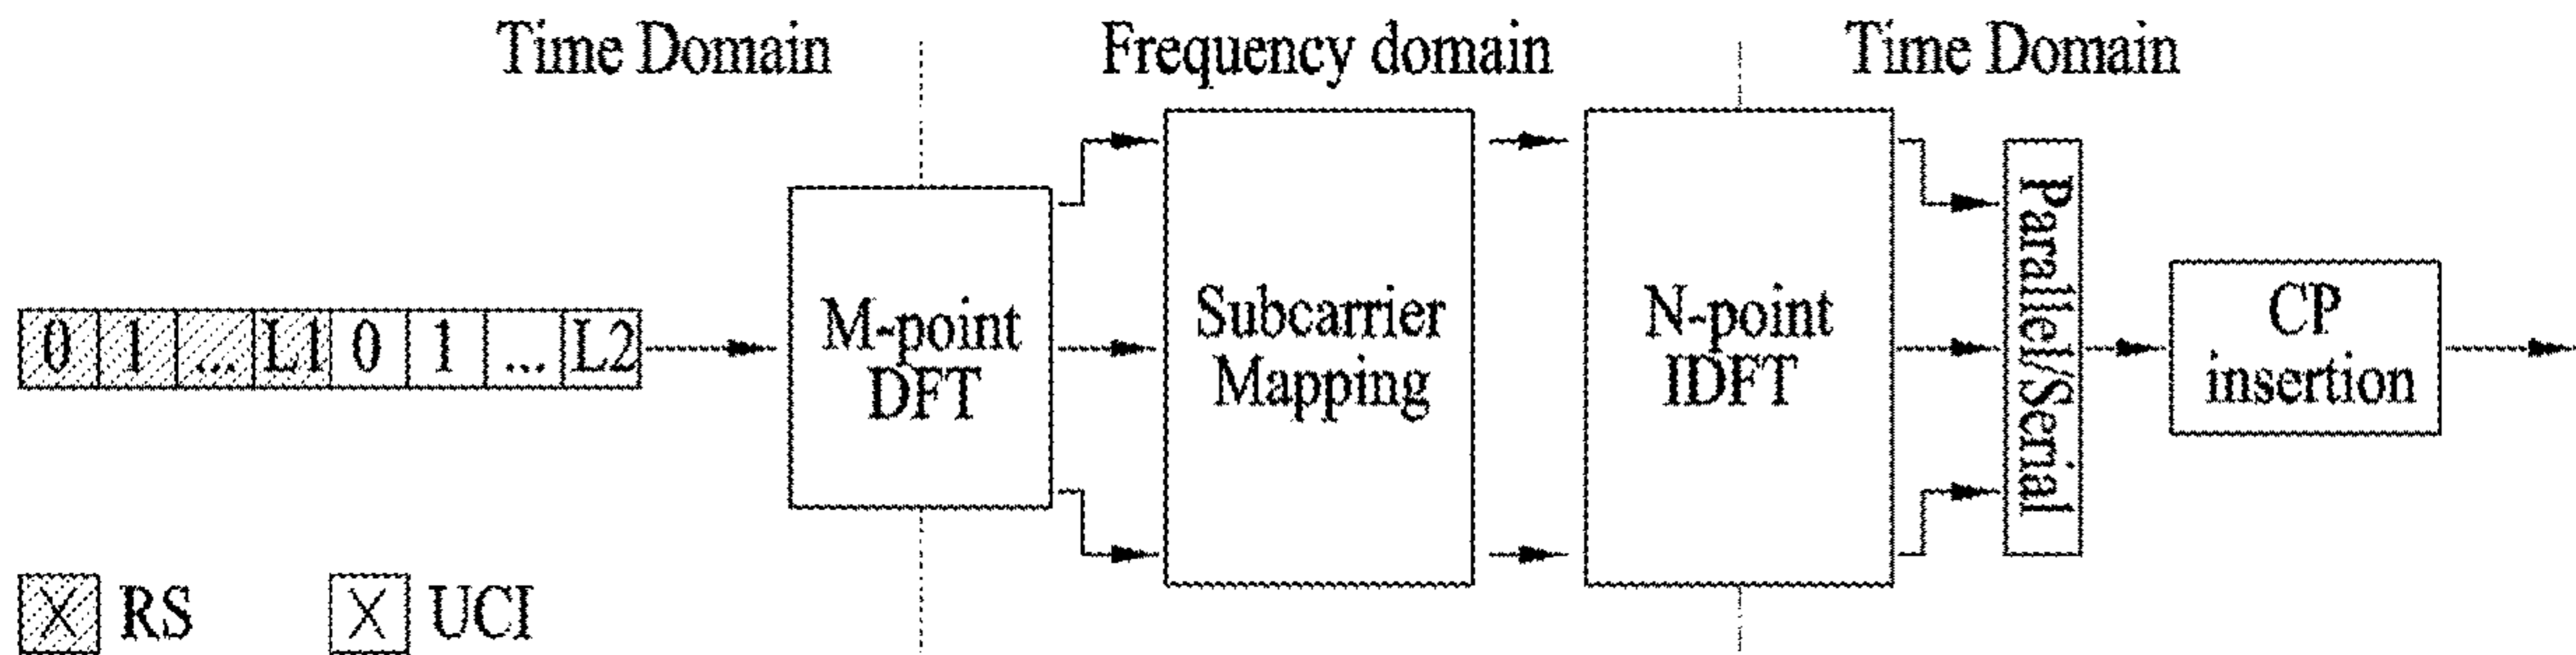 Time Domain Frequency domain Time Domain
0 1 ... L1 0 1 ... L2
M-point
DFT
Subcarrier
Mapping
N-point
IDFT
Parallel/Serial
CP
insertion
X RS X UCI